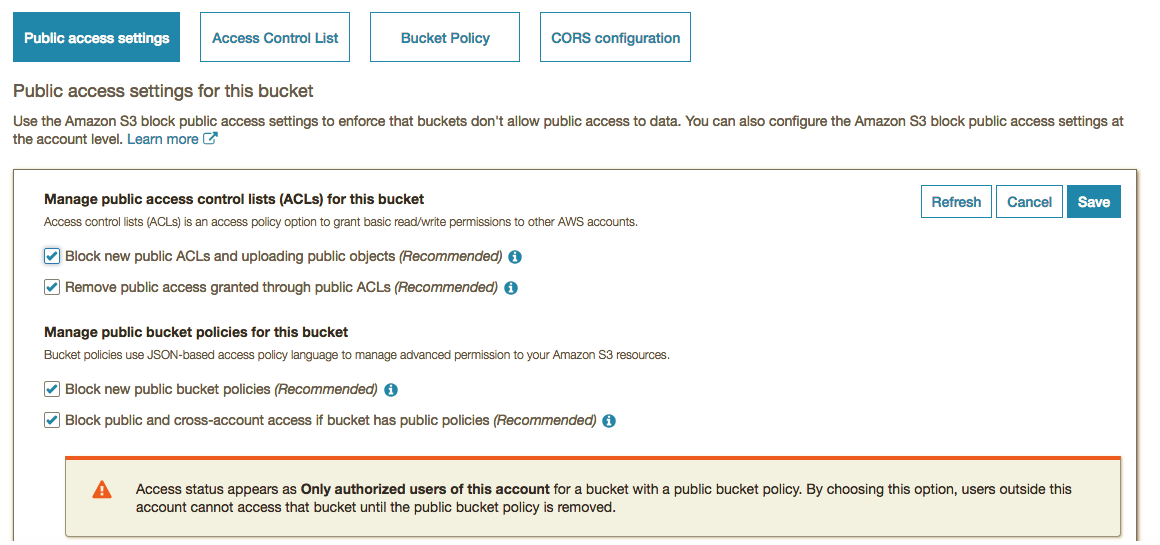 Public access settings
Access Control List
Bucket Policy
CORS configuration
Public access settings for this bucket
Use the Amazon S3 block public access settings to enforce that buckets don't allow public access to data. You can also configure the Amazon S3 block public access settings at
the account level. Learn more
Manage public access control lists (ACLs) for this bucket
Refresh
Cancel
Save
Access control lists (ACLs) is an access policy option to grant basic read/write permissions to other AWS accounts.
Block new public ACLs and uploading public objects (Recommended)
Remove public access granted through public ACLs (Recommended)
Manage public bucket policies for this bucket
Bucket policies use JSON-based access policy language to manage advanced permission to your Amazon S3 resources.
Block new public bucket policies (Recommended)
Block public and cross-account access if bucket has public policies (Recommended)
Access status appears as Only authorized users of this account for a bucket with a public bucket policy. By choosing this option, users outside this
account cannot access that bucket until the public bucket policy is removed.